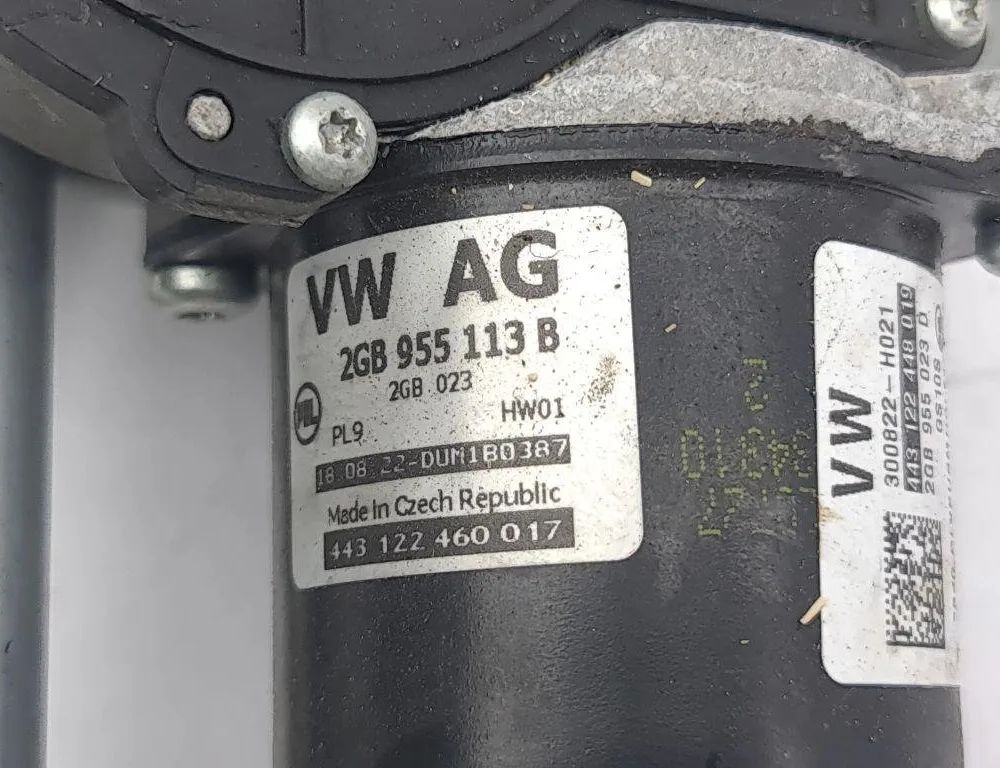 VW AG
2GB 955 113 B
2GB 023
PL9 HW01
18.08.22-DUM1B0387
Made In Czech Republic
443 122 460 017
VW
300822-H021
443 122 448 019
2GB 955 023 D